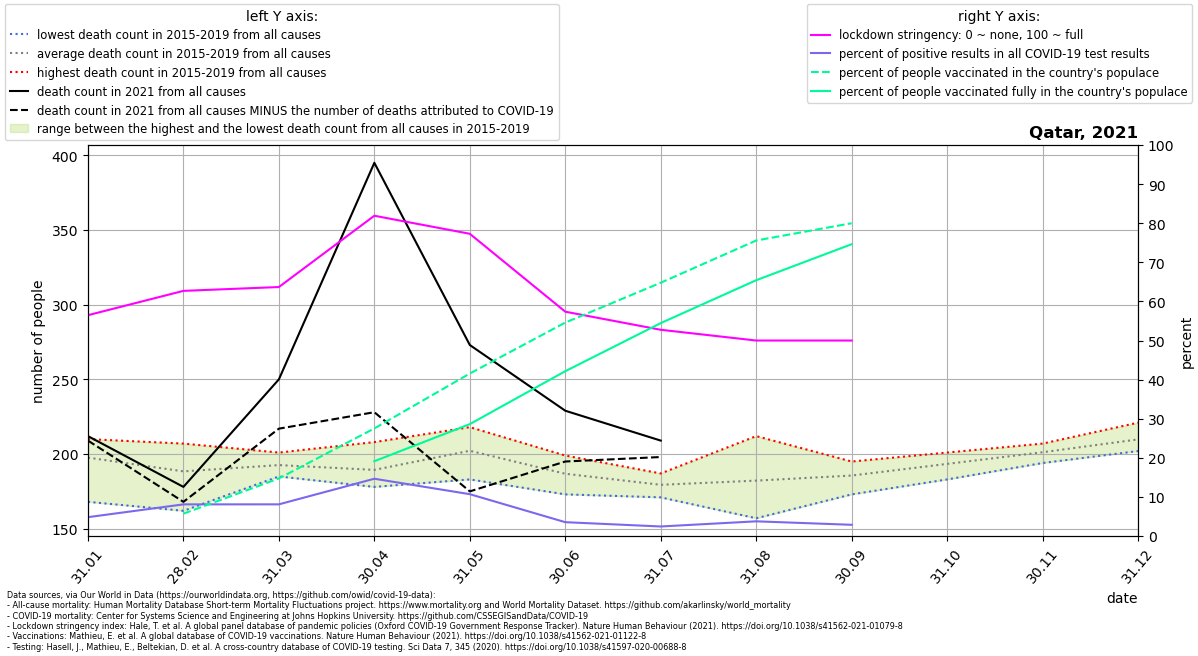 left Y axis:
lowest death count in 2015-2019 from all causes
average death count in 2015-2019 from all causes
highest death count in 2015-2019 from all causes
death count in 2021 from all causes
death count in 2021 from all causes MINUS the number of deaths attributed to COVID-19
range between the highest and the lowest death count from all causes in 2015-2019
right Y axis:
lockdown stringency: 0 ~ none, 100 ~ full
percent of positive results in all COVID-19 test results
percent of people vaccinated in the country's populace
percent of people vaccinated fully in the country's populace
Qatar, 2021
number of people
400
350
300
250
200
150
percent
100
90
80
70
60
50
40
30
20
10
0
31.01
28.02
31.03
30.04
31.05
30.06
31.07
31.08
30.09
31.10
30.11
31.12
date
Data sources, via Our World in Data (https://ourworldindata.org, https://github.com/owid/covid-19-data):
- All-cause mortality: Human Mortality Database Short-term Mortality Fluctuations project. https://www.mortality.org and World Mortality Dataset. https://github.com/akarlinsky/world_mortality
- COVID-19 mortality: Center for Systems Science and Engineering at Johns Hopkins University. https://github.com/CSSEGISandData/COVID-19
- Lockdown stringency index: Hale, T. et al. A global panel database of pandemic policies (Oxford COVID-19 Government Response Tracker). Nature Human Behaviour (2021). https://doi.org/10.1038/s41562-021-01079-8
- Vaccinations: Mathieu, E. et al. A global database of COVID-19 vaccinations. Nature Human Behaviour (2021). https://doi.org/10.1038/s41562-021-01122-8
- Testing: Hasell, J., Mathieu, E., Beltekian, D. et al. A cross-country database of COVID-19 testing. Sci Data 7, 345 (2020). https://doi.org/10.1038/s41597-020-00688-8